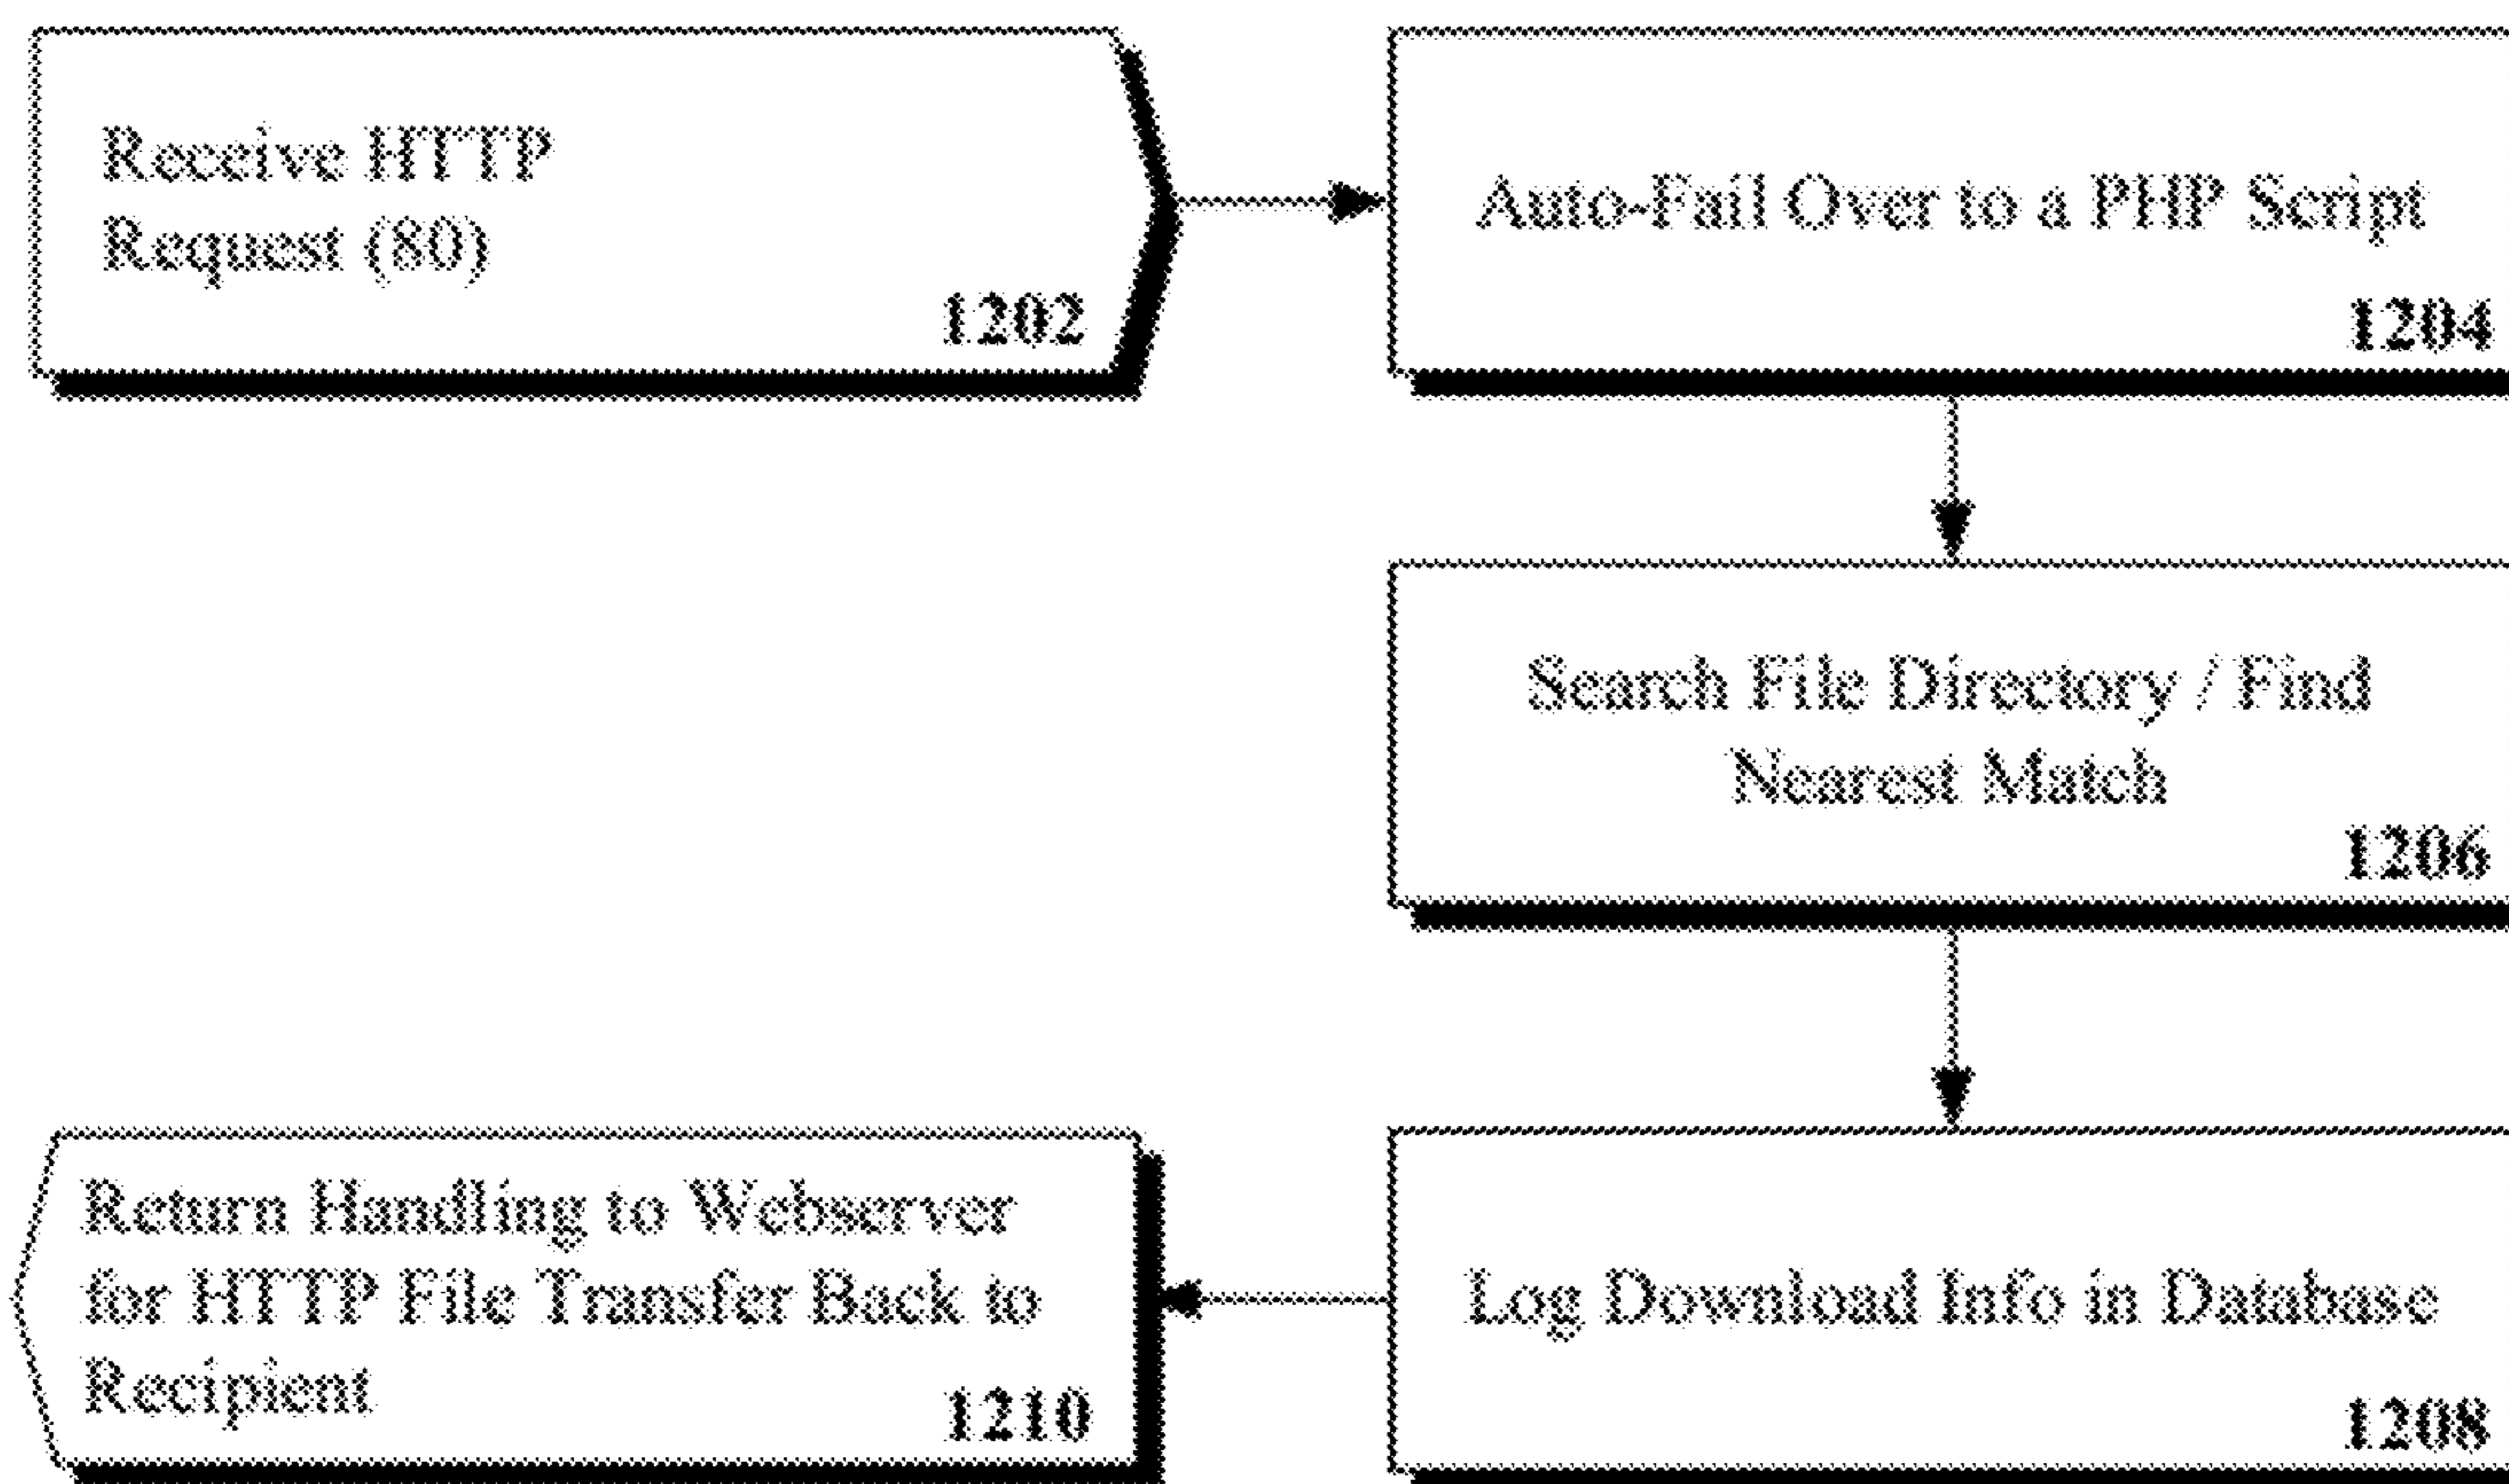 Receive HTTP
Request (80)
1202
Auto-Fail Over to a PHP Script
1204
Search File Directory / Find
Nearest Match
1206
Log Download Info in Database
1208
Return Handling to Webserver
for HTTP File Transfer Back to
Recipient
1210